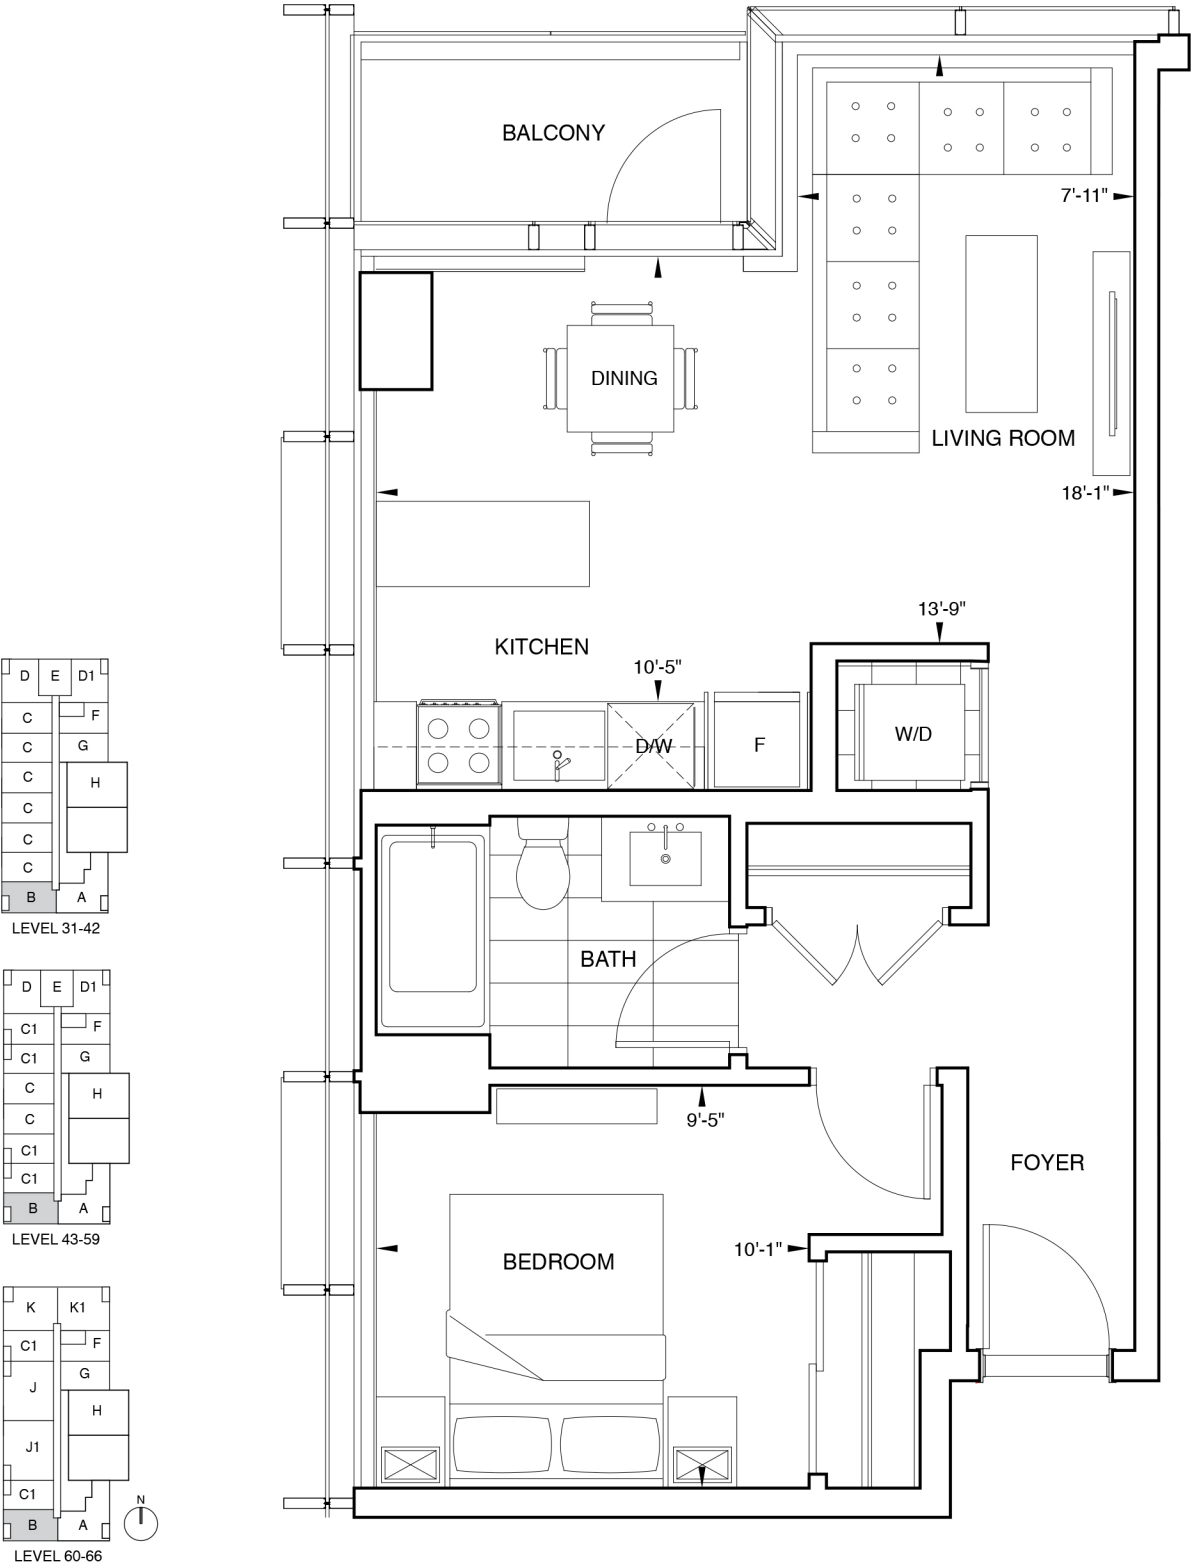 BALCONY
7'-11"
DINING
LIVING ROOM
18'-1"
13'-9"
KITCHEN
10'-5"
D/W
F
W/D
BATH
9'-5"
FOYER
BEDROOM
10'-1"
D E D1
C F
C G
C H
C
C
C
B A
LEVEL 31-42
D E D1
C1 F
C1 G
C H
C
C1
C1
B A
LEVEL 43-59
K K1
C1 F
J G
H
J1
C1
B A
N
LEVEL 60-66